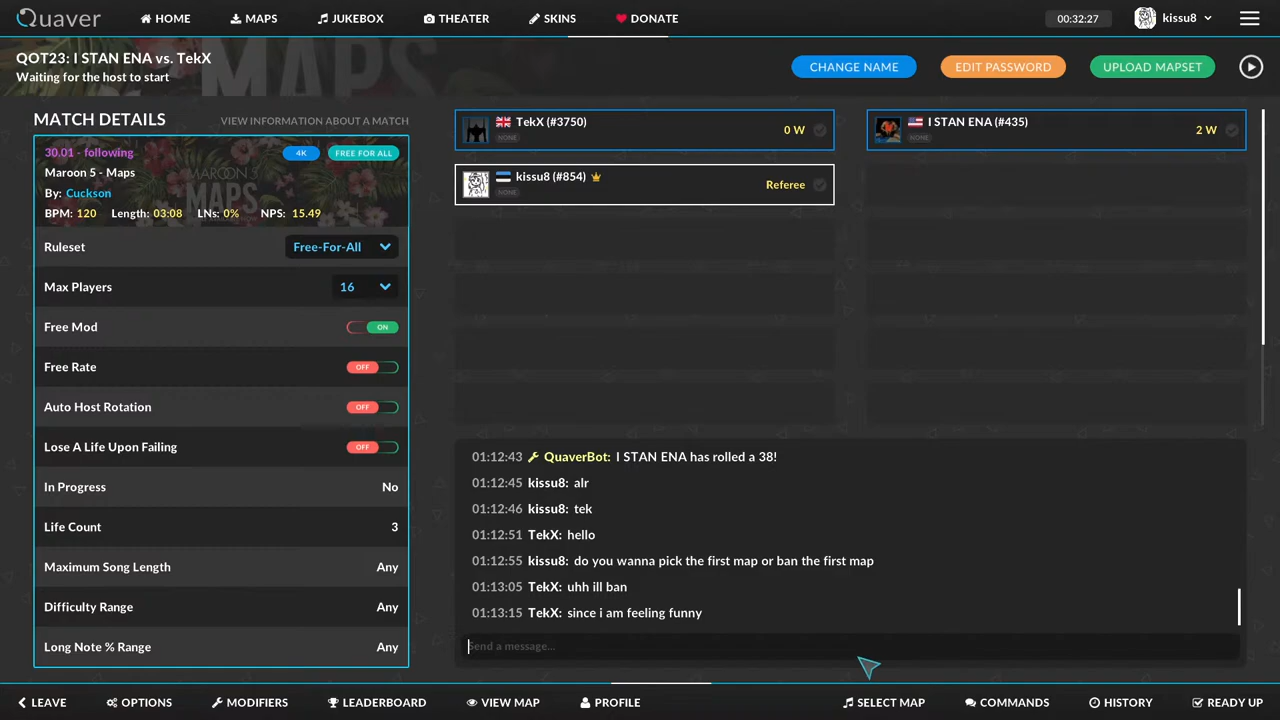 Quaver HOME MAPS JUKEBOX THEATER SKINS DONATE 00:32:27 kissu8
QOT23: I STAN ENA vs. TekX
Waiting for the host to start
CHANGE NAME EDIT PASSWORD UPLOAD MAPSET
MATCH DETAILS VIEW INFORMATION ABOUT A MATCH
30.01 - following 4K FREE FOR ALL
Maroon 5 - Maps
By: Cuckson
BPM: 120 Length: 03:08 LNs: 0% NPS: 15.49
Ruleset Free-For-All
Max Players 16
Free Mod ON
Free Rate OFF
Auto Host Rotation OFF
Lose A Life Upon Failing OFF
In Progress No
Life Count 3
Maximum Song Length Any
Difficulty Range Any
Long Note % Range Any
TekX (#3750) 0 W
NONE
I STAN ENA (#435) 2 W
NONE
kissu8 (#854) Referee
NONE
01:12:43 QuaverBot: I STAN ENA has rolled a 38!
01:12:45 kissu8: alr
01:12:46 kissu8: tek
01:12:51 TekX: hello
01:12:55 kissu8: do you wanna pick the first map or ban the first map
01:13:05 TekX: uhh ill ban
01:13:15 TekX: since i am feeling funny
Send a message...
LEAVE OPTIONS MODIFIERS LEADERBOARD VIEW MAP PROFILE SELECT MAP COMMANDS HISTORY READY UP